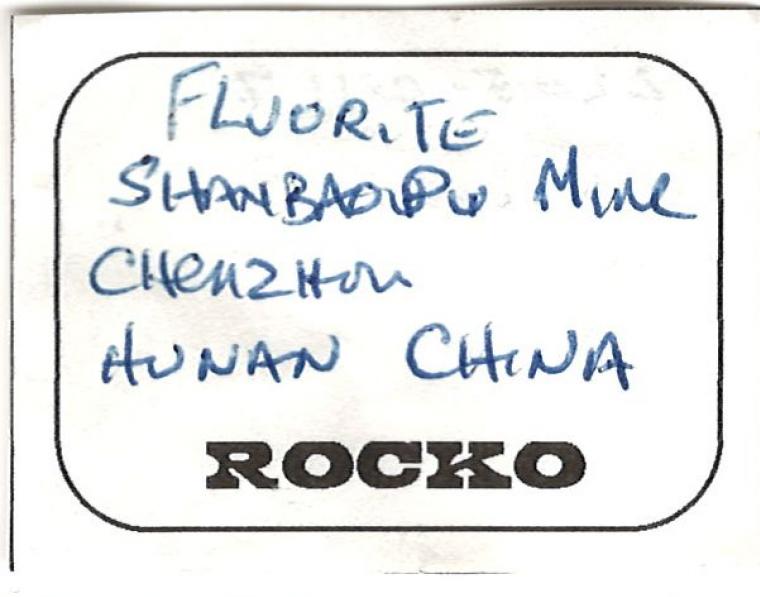 FLUORITE
SHANBAOPU Mine
CHENZHOU
HUNAN CHINA
ROCKO